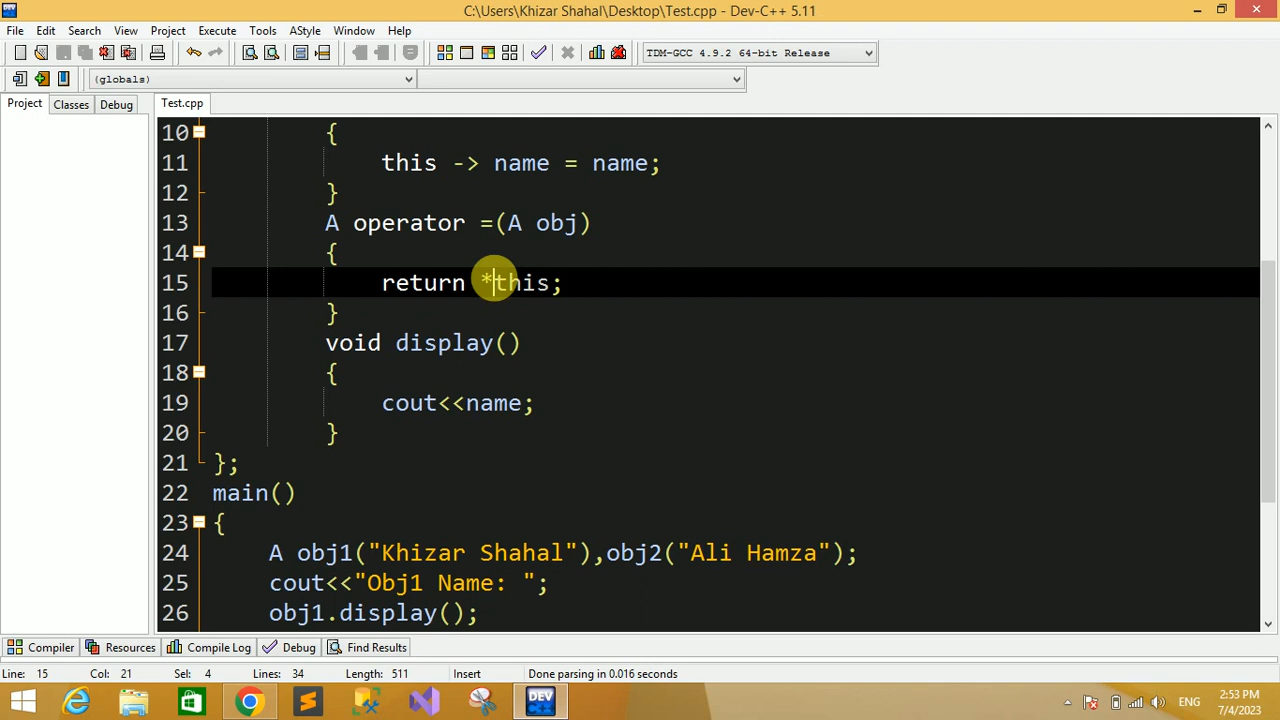 C:\Users\Khizar Shahal\Desktop\Test.cpp - Dev-C++ 5.11
File Edit Search View Project Execute Tools AStyle Window Help
TDM-GCC 4.9.2 64-bit Release
(globals)
Project Classes Debug Test.cpp
10 {
11 this -> name = name;
12 }
13 A operator =(A obj)
14 {
15 return *this;
16 }
17 void display()
18 {
19 cout<<name;
20 }
21 };
22 main()
23 {
24 A obj1("Khizar Shahal"),obj2("Ali Hamza");
25 cout<<"Obj1 Name: ";
26 obj1.display();
Compiler Resources Compile Log Debug Find Results
Line: 15 Col: 21 Sel: 4 Lines: 34 Length: 511 Insert Done parsing in 0.016 seconds
DEV
ENG
2:53 PM
7/4/2023